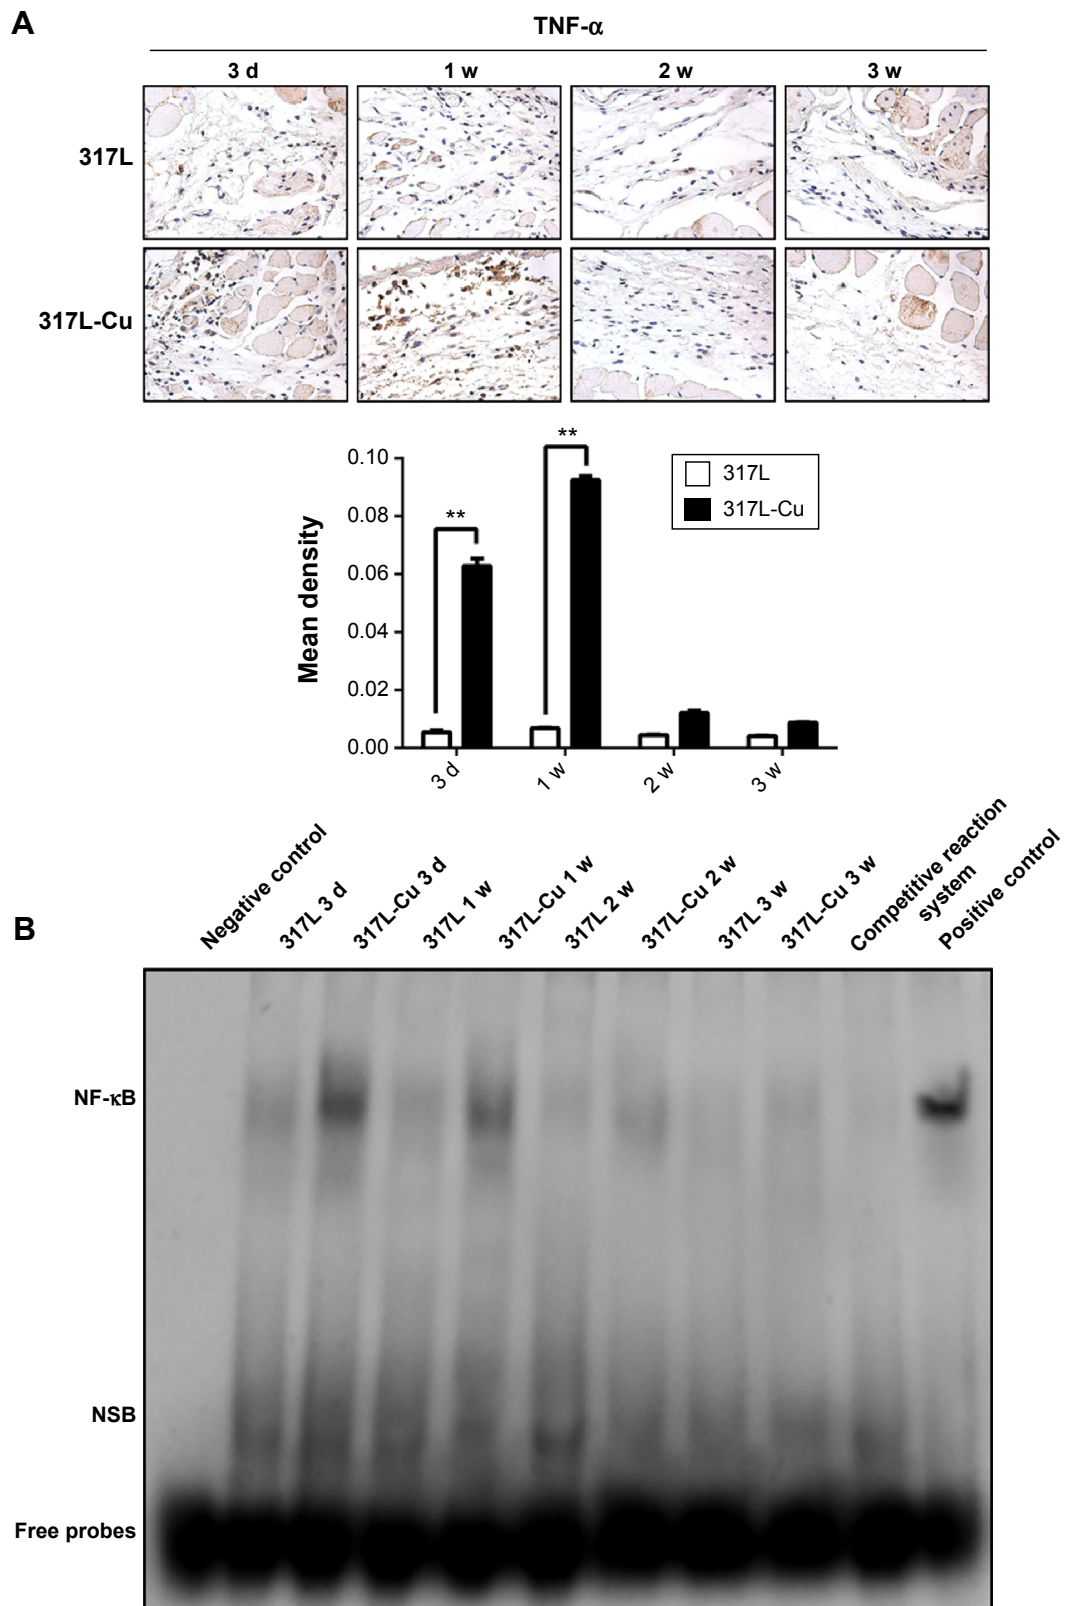 A
TNF-α
3 d 1 w 2 w 3 w
317L
317L-Cu
Mean density
0.10
0.08
0.06
0.04
0.02
0.00
**
**
317L
317L-Cu
3 d
1 w
2 w
3 w
B
Negative control
317L 3 d
317L-Cu 3 d
317L 1 w
317L-Cu 1 w
317L 2 w
317L-Cu 2 w
317L 3 w
317L-Cu 3 w
Competitive reaction
system
Positive control
NF-κB
NSB
Free probes